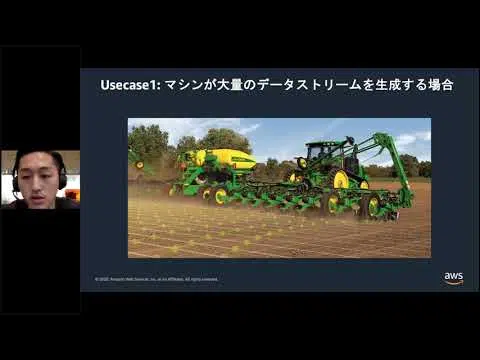 Usecase1: マシンが大量のデータストリームを生成する場合
© 2020, Amazon Web Services, Inc. or its Affiliates. All rights reserved.
aws